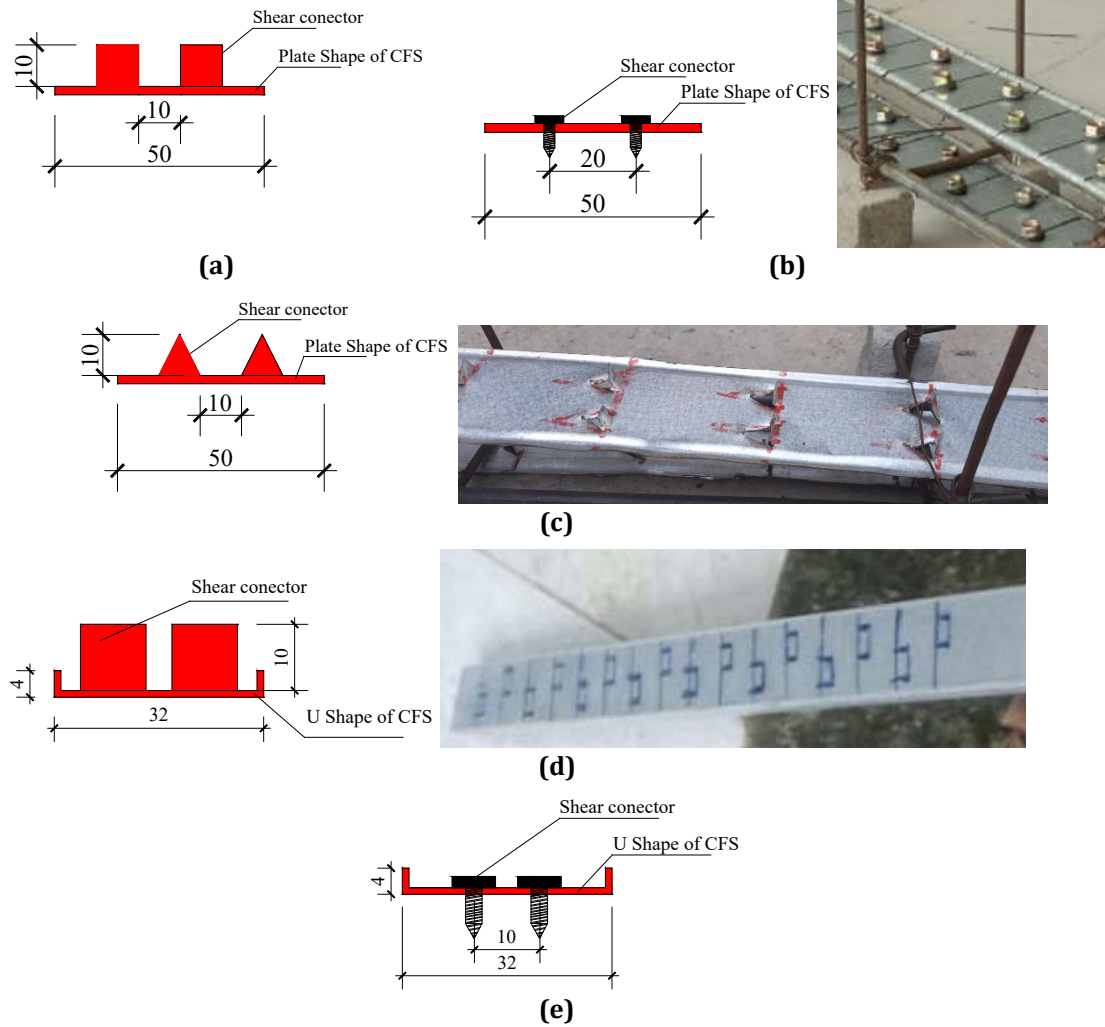 Shear conector
Plate Shape of CFS
10
10
50
(a)
Shear conector
Plate Shape of CFS
20
50
(b)
Shear conector
Plate Shape of CFS
10
10
50
(c)
Shear conector
10
4
32
U Shape of CFS
(d)
Shear conector
U Shape of CFS
4
10
32
(e)